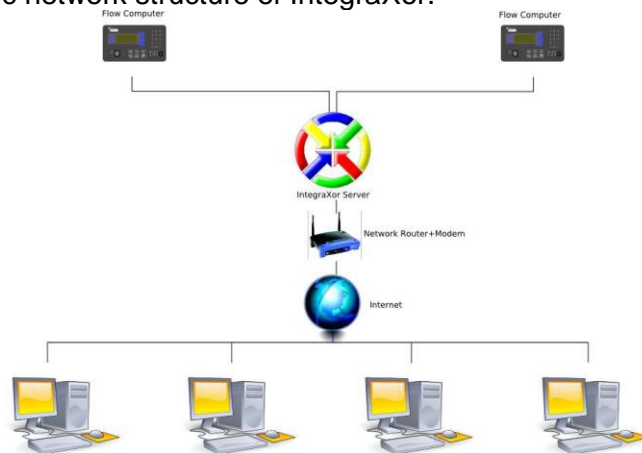 network structure of IntegraXor.
Flow Computer
Flow Computer
IntegraXor Server
Network Router+Modem
Internet